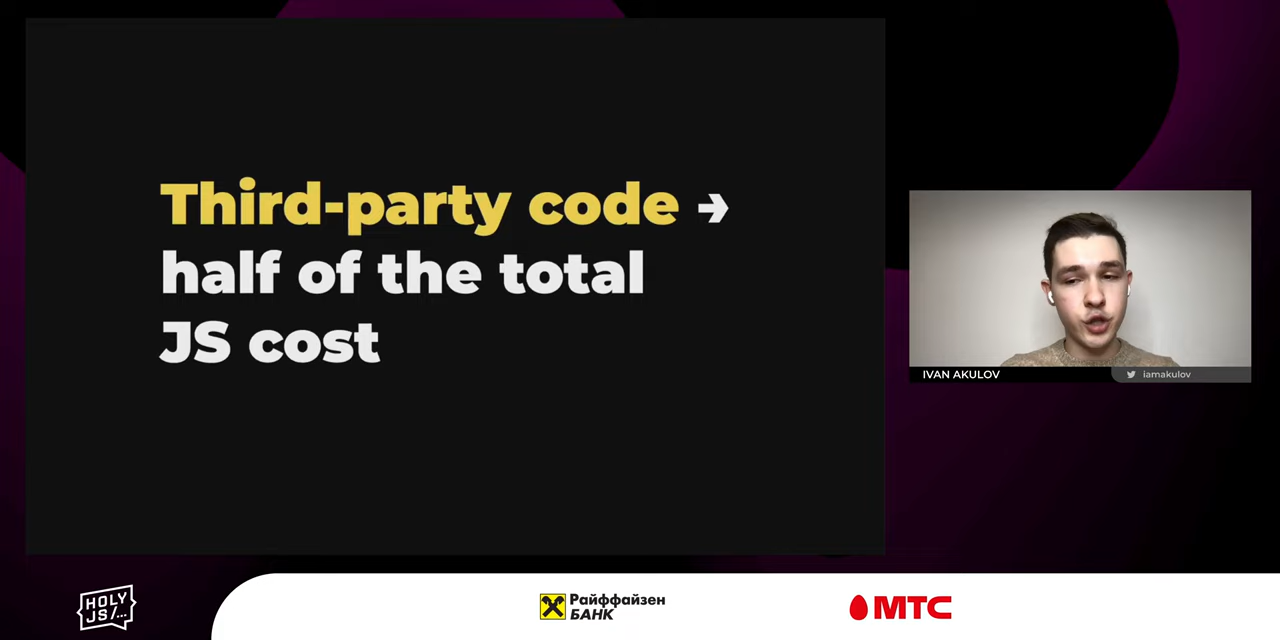 Third-party code →
half of the total
JS cost
IVAN AKULOV
iamakulov
HOLY
JS/...
Райффайзен
БАНК
МТС